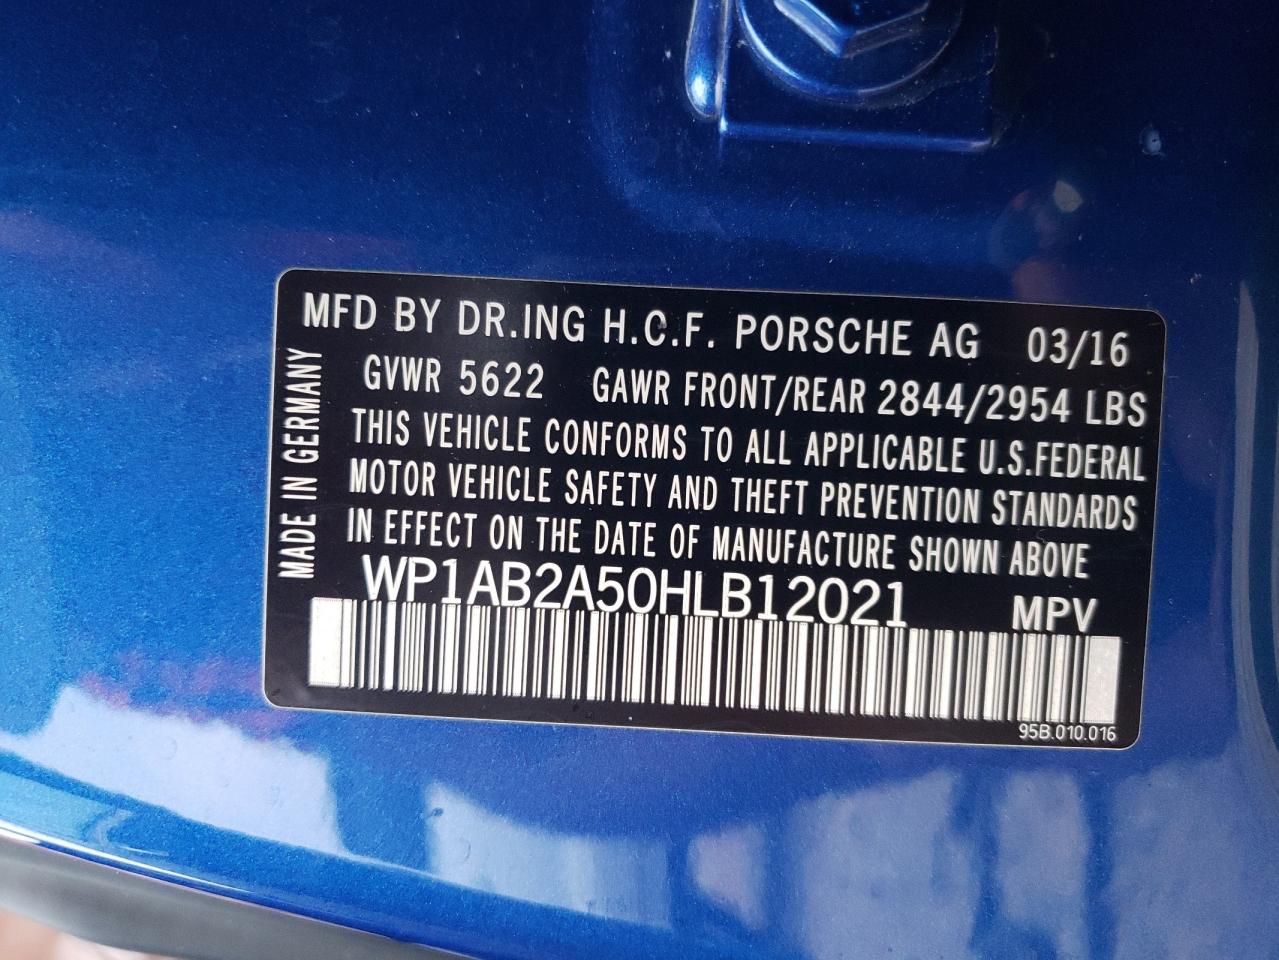 MFD BY DR.ING H.C.F. PORSCHE AG 03/16
GVWR 5622 GAWR FRONT/REAR 2844/2954 LBS
THIS VEHICLE CONFORMS TO ALL APPLICABLE U.S.FEDERAL
MOTOR VEHICLE SAFETY AND THEFT PREVENTION STANDARDS
IN EFFECT ON THE DATE OF MANUFACTURE SHOWN ABOVE
WP1AB2A50HLB12021 MPV
MADE IN GERMANY
95B.010.016